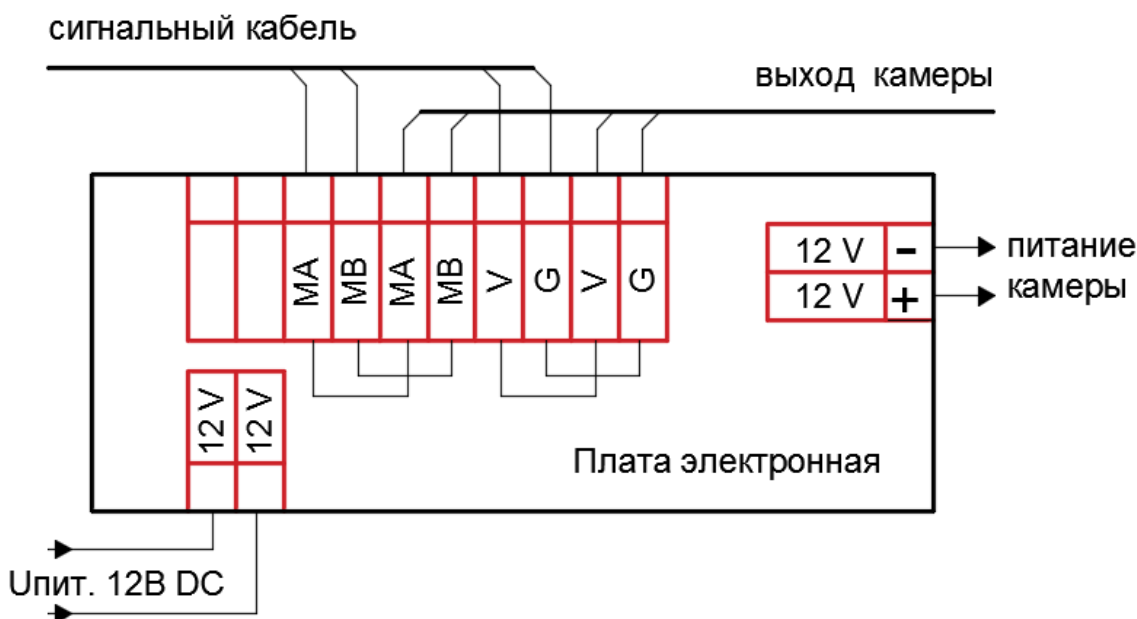 сигнальный кабель
выход камеры
MA
MB
MA
MB
V
G
V
G
12 V -
12 V +
питание
камеры
12 V
12 V
Плата электронная
Uпит. 12В DC